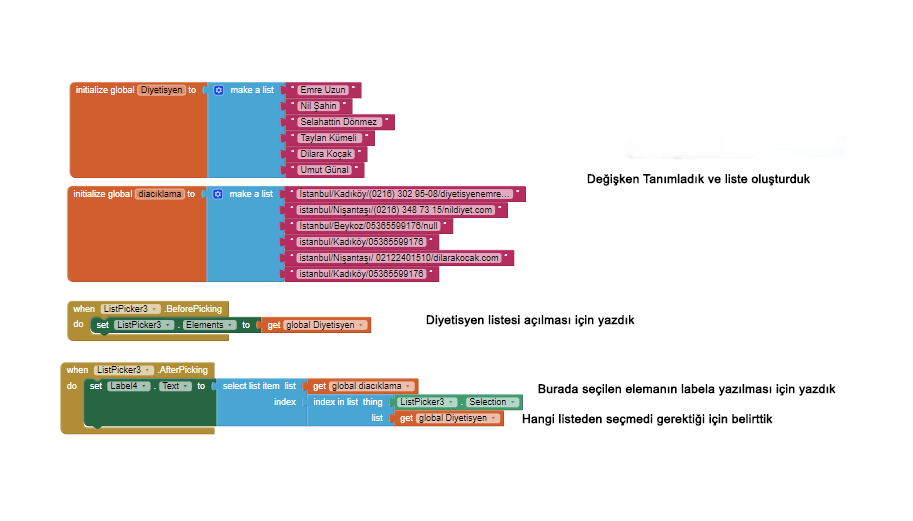 initialize global Diyetisyen to make a list " Emre Uzun "
" Nil Şahin "
" Selahattin Dönmez "
" Taylan Kümeli "
" Dilara Koçak "
" Umut Günal "
Değişken Tanımladık ve liste oluşturduk
initialize global diacıklama to make a list " İstanbul/Kadıköy/(0216) 302 95-08/diyetisyenemre.... "
" istanbul/Nişantaşı/(0216) 348 73 15/nildiyet.com "
" İstanbul/Beykoz/05365599176/null "
" istanbul/Kadıköy/05365599176 "
" istanbul/Nişantaşı/ 02122401510/dilarakocak.com "
" istanbul/Kadıköy/05365599176 "
when ListPicker3 .BeforePicking
do set ListPicker3 . Elements to get global Diyetisyen
Diyetisyen listesi açılması için yazdık
when ListPicker3 .AfterPicking
do set Label4 . Text to select list item list get global diacıklama
Burada seçilen elemanın labela yazılması için yazdık
index index in list thing ListPicker3 . Selection
list get global Diyetisyen
Hangi listeden seçmedi gerektiği için belirttik